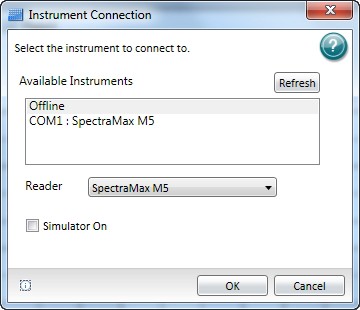 Instrument Connection
Select the instrument to connect to.
Available Instruments
Refresh
Offline
COM1 : SpectraMax M5
Reader
SpectraMax M5
Simulator On
OK
Cancel